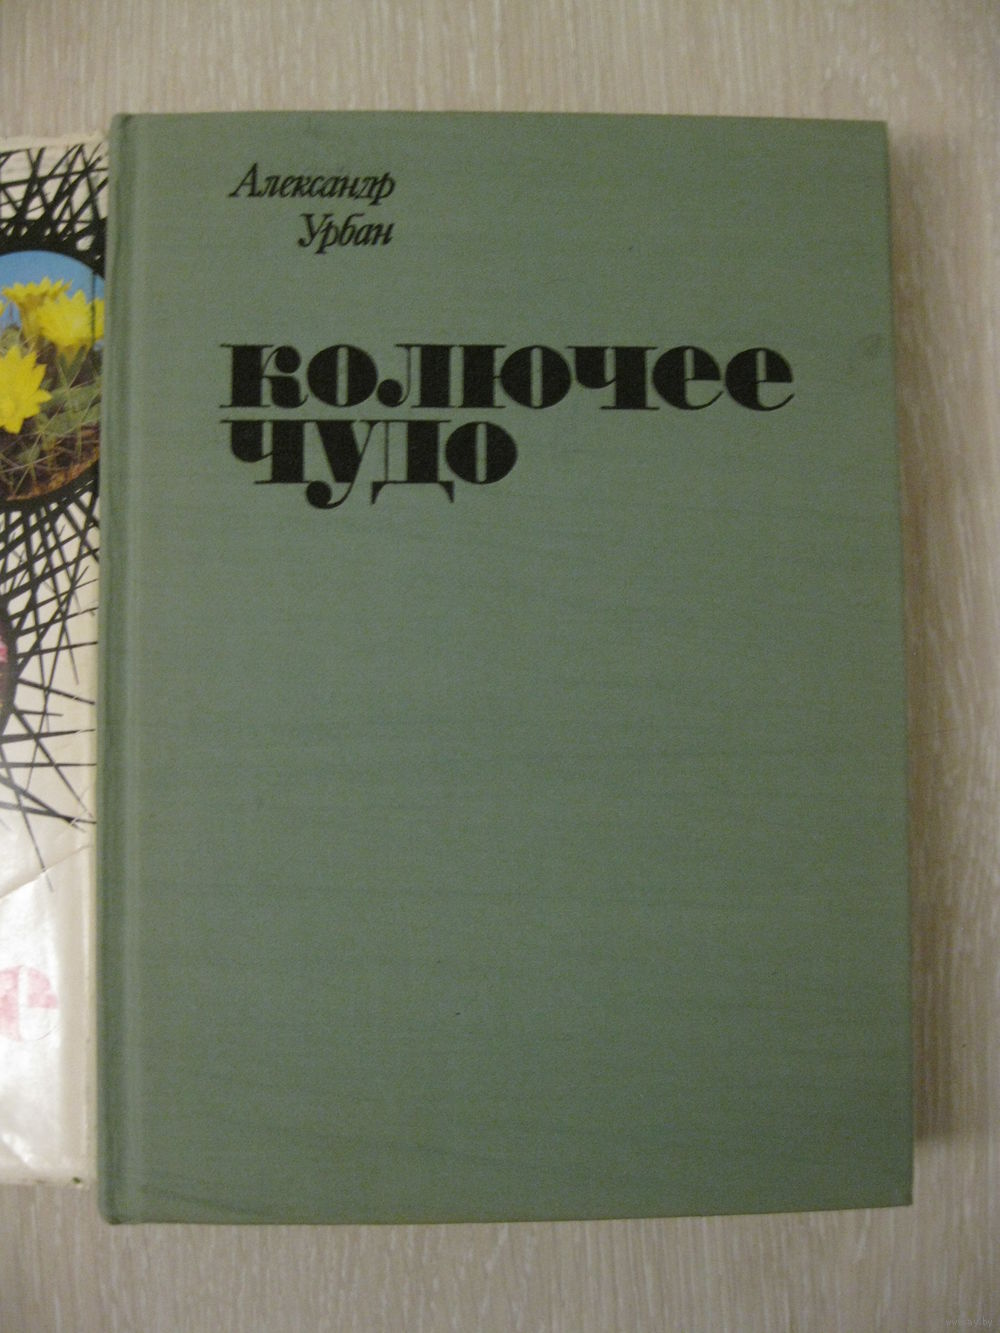 Александр
Урбан
колючее
чудо